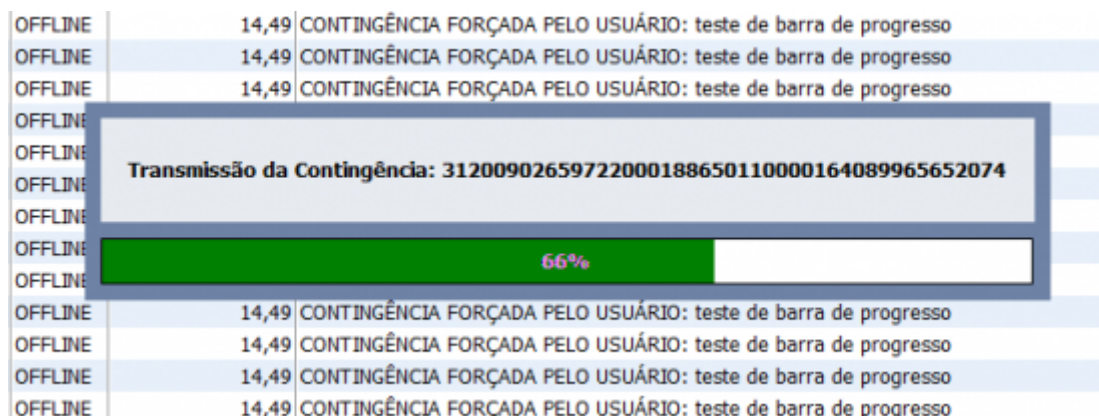 OFFLINE 14,49 CONTINGÊNCIA FORÇADA PELO USUÁRIO: teste de barra de progresso
OFFLINE 14,49 CONTINGÊNCIA FORÇADA PELO USUÁRIO: teste de barra de progresso
OFFLINE 14,49 CONTINGÊNCIA FORÇADA PELO USUÁRIO: teste de barra de progresso
OFFLINE
OFFLINE
Transmissão da Contingência: 31200902659722000188650110000164089965652074
OFFLINE
OFFLINE
OFFLINE
66%
OFFLINE
OFFLINE 14,49 CONTINGÊNCIA FORÇADA PELO USUÁRIO: teste de barra de progresso
OFFLINE 14,49 CONTINGÊNCIA FORÇADA PELO USUÁRIO: teste de barra de progresso
OFFLINE 14,49 CONTINGÊNCIA FORÇADA PELO USUÁRIO: teste de barra de progresso
OFFLINE 14,49 CONTINGÊNCIA FORÇADA PELO USUÁRIO: teste de barra de progresso